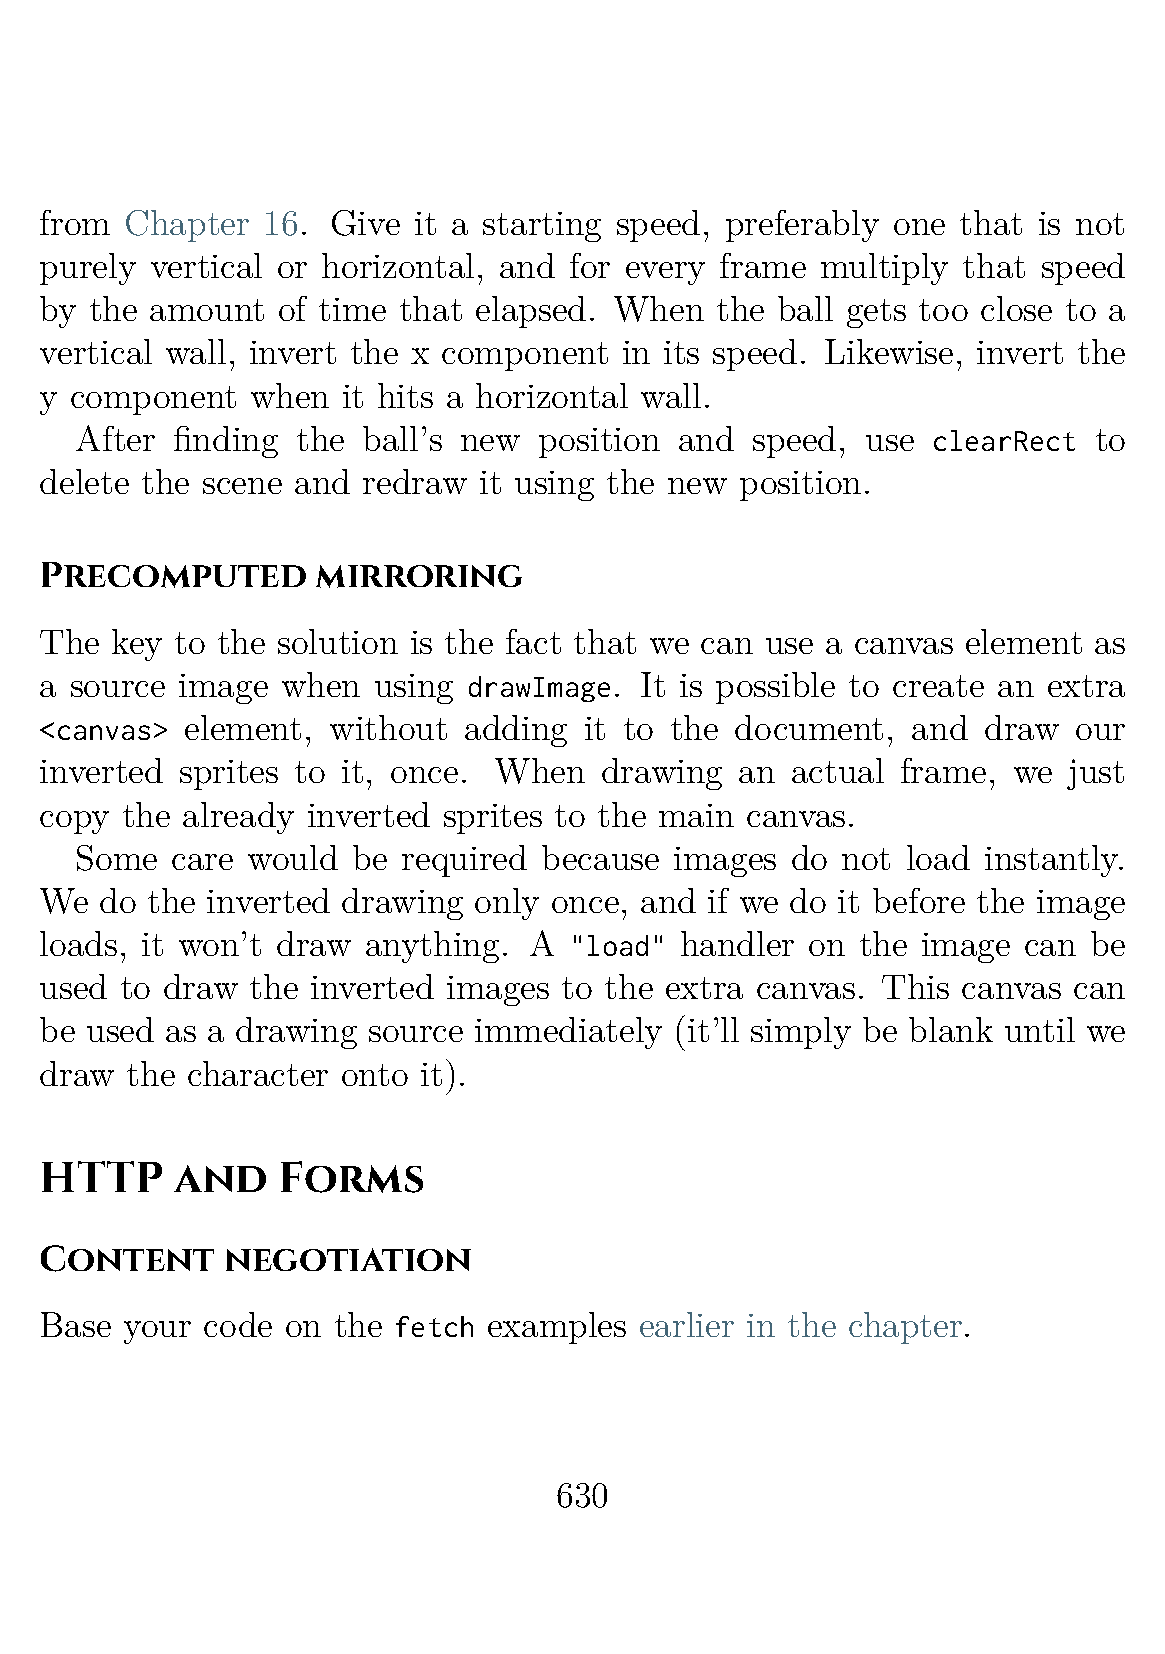 from Chapter 16. Give it a starting speed, preferably one that is not
purely vertical or horizontal, and for every frame multiply that speed
by the amount of time that elapsed. When the ball gets too close to a
vertical wall, invert the x component in its speed. Likewise, invert the
y component when it hits a horizontal wall.
After finding the ball's new position and speed, use clearRect to
delete the scene and redraw it using the new position.
Precomputed mirroring
The key to the solution is the fact that we can use a canvas element as
a source image when using drawImage. It is possible to create an extra
<canvas> element, without adding it to the document, and draw our
inverted sprites to it, once. When drawing an actual frame, we just
copy the already inverted sprites to the main canvas.
Some care would be required because images do not load instantly.
We do the inverted drawing only once, and if we do it before the image
loads, it won't draw anything. A "load" handler on the image can be
used to draw the inverted images to the extra canvas. This canvas can
be used as a drawing source immediately (it'll simply be blank until we
draw the character onto it).
HTTP and Forms
Content negotiation
Base your code on the fetch examples earlier in the chapter.
630